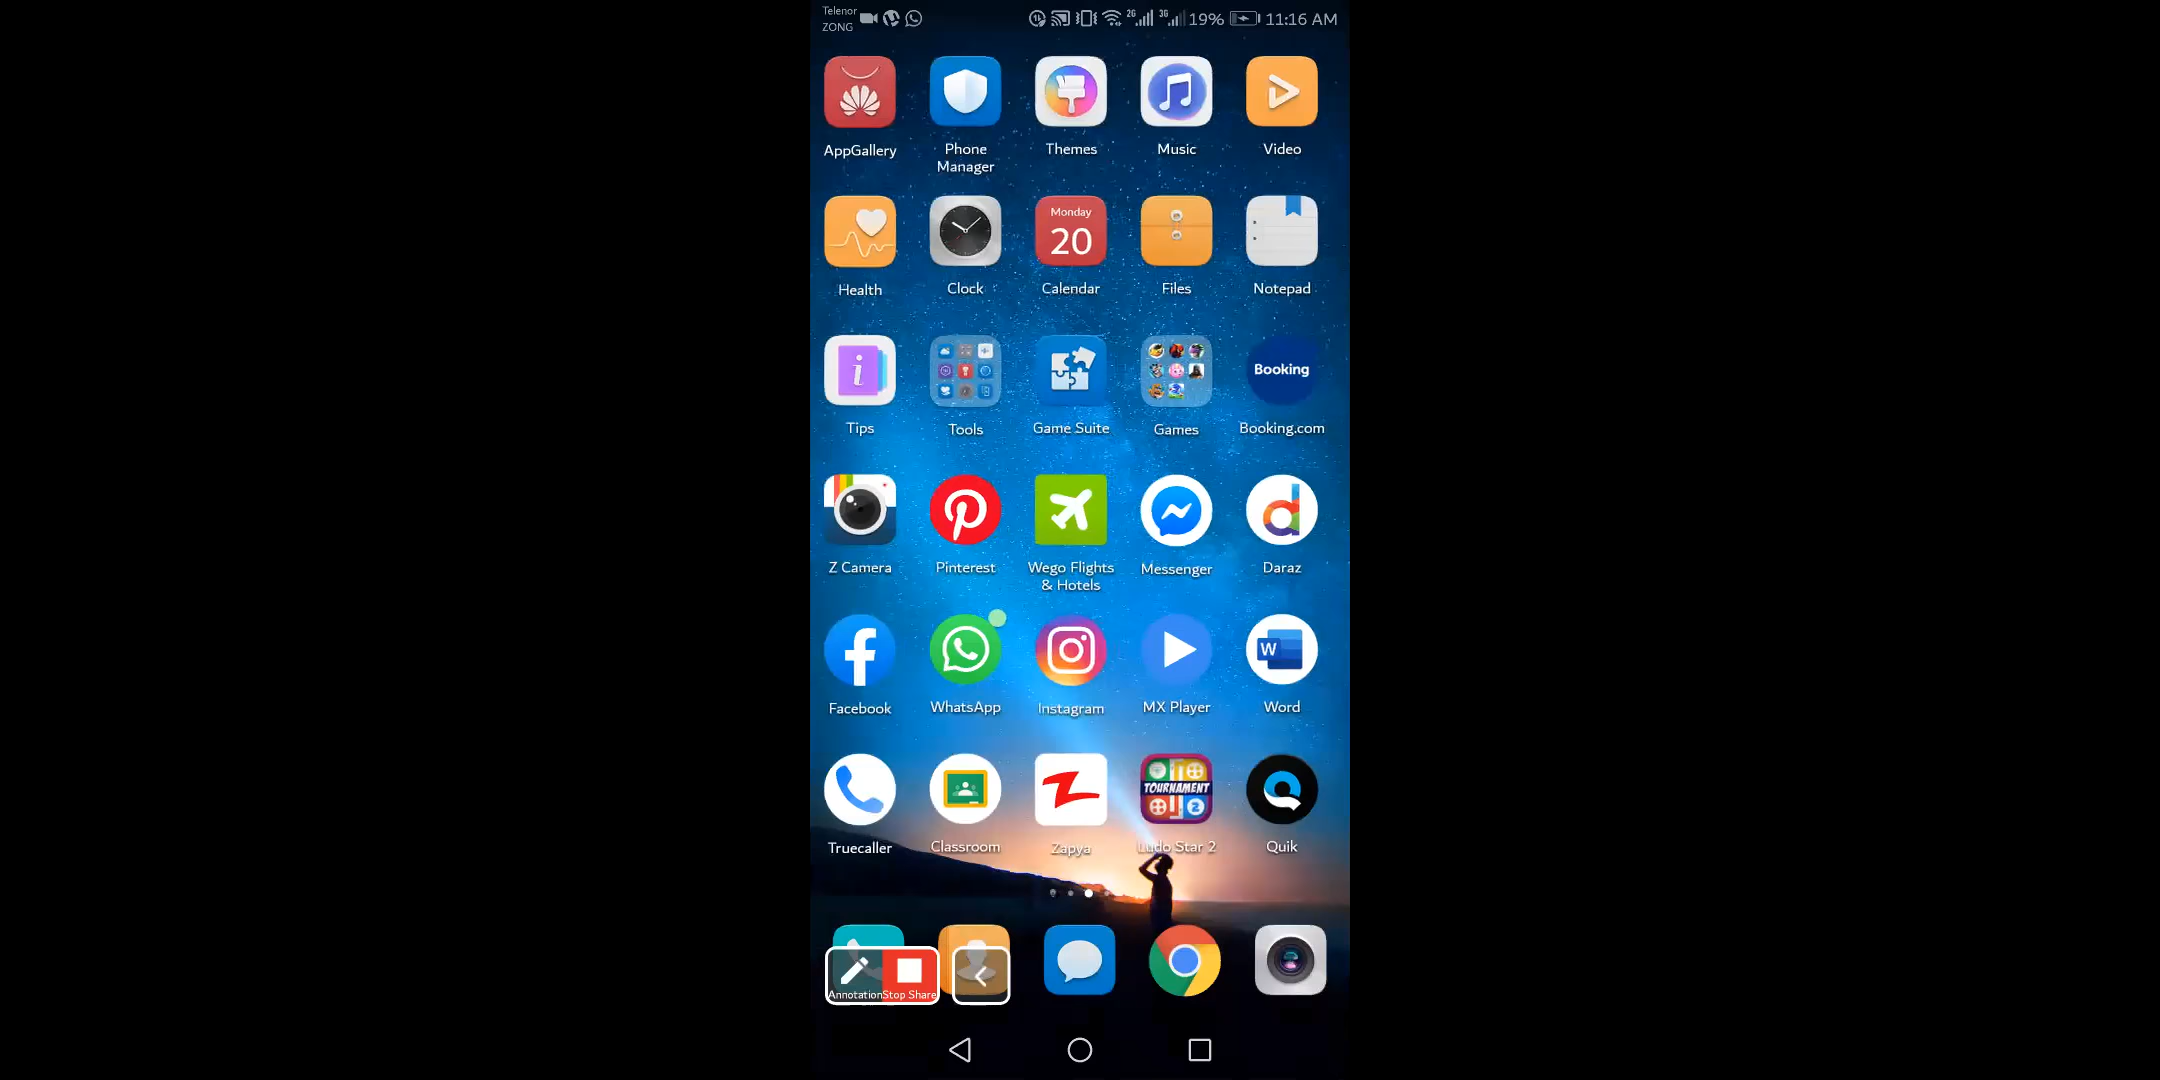 Telenor
ZONG
2G
3G
19%
11:16 AM
AppGallery
Phone
Manager
Themes
Music
Video
Health
Clock
Monday
20
Calendar
Files
Notepad
i
Tips
Tools
Game Suite
Games
Booking
Booking.com
Z Camera
Pinterest
Wego Flights
& Hotels
Messenger
Daraz
Facebook
WhatsApp
Instagram
MX Player
W
Word
Truecaller
Classroom
Zapya
TOURNAMENT
Ludo Star 2
Quik
Annotation
Stop Share